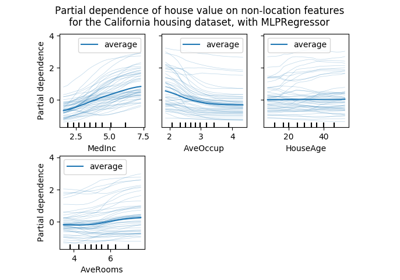 Partial dependence of house value on non-location features
for the California housing dataset, with MLPRegressor
4
2
0
Partial dependence
average
2.5
5.0
7.5
MedInc
average
2
3
4
AveOccup
average
20
40
HouseAge
4
2
0
Partial dependence
average
4
6
AveRooms